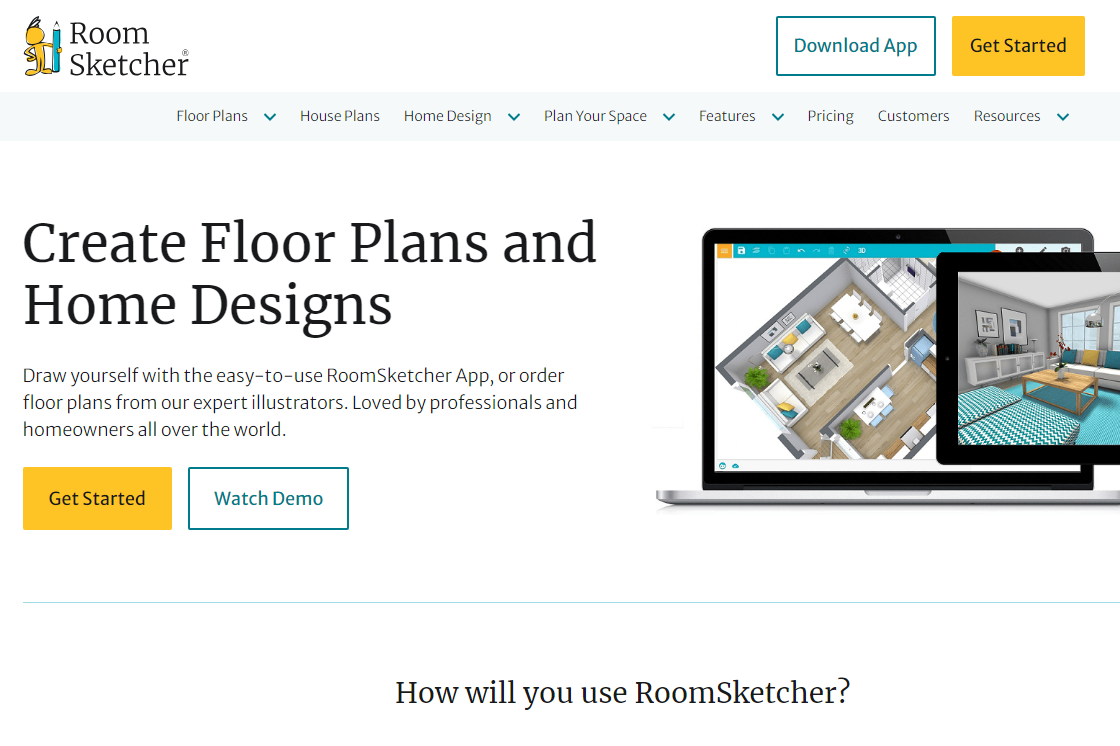 Room
Sketcher®
Download App
Get Started
Floor Plans
House Plans
Home Design
Plan Your Space
Features
Pricing
Customers
Resources
Create Floor Plans and
Home Designs
Draw yourself with the easy-to-use RoomSketcher App, or order
floor plans from our expert illustrators. Loved by professionals and
homeowners all over the world.
Get Started
Watch Demo
3D
How will you use RoomSketcher?